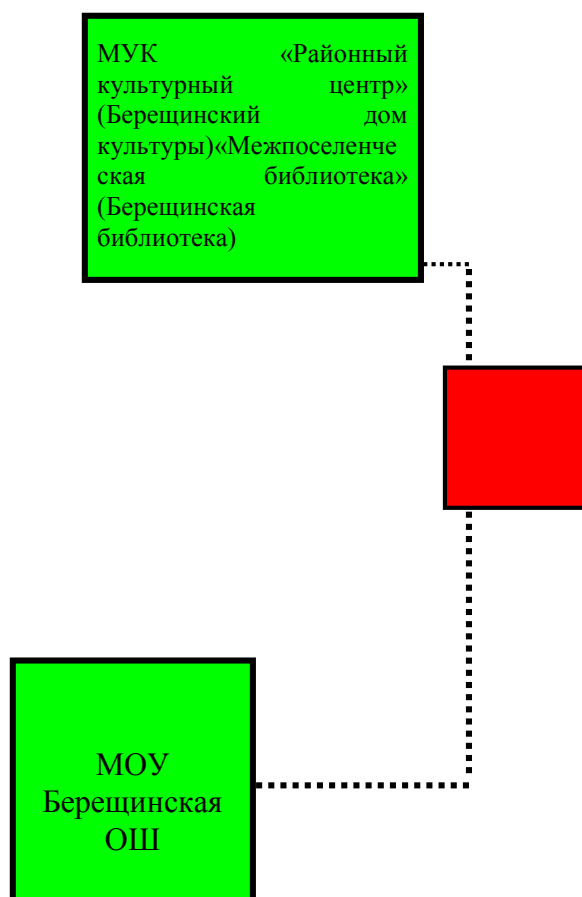 МУК «Районный
культурный центр»
(Берещинский дом
культуры)«Межпоселенче
ская библиотека»
(Берещинская
библиотека)
МОУ
Берещинская
ОШ